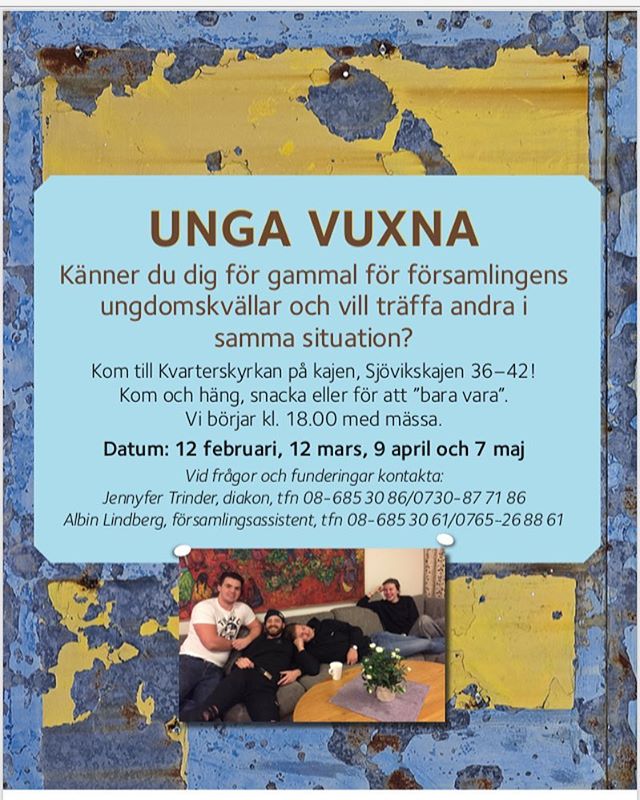 UNGA VUXNA
Känner du dig för gammal för församlingens
ungdomskvällar och vill träffa andra i
samma situation?
Kom till Kvarterskyrkan på kajen, Sjövikskajen 36–42!
Kom och häng, snacka eller för att ”bara vara”.
Vi börjar kl. 18.00 med mässa.
Datum: 12 februari, 12 mars, 9 april och 7 maj
Vid frågor och funderingar kontakta:
Jennyfer Trinder, diakon, tfn 08-685 30 86/0730-87 71 86
Albin Lindberg, församlingsassistent, tfn 08-685 30 61/0765-26 88 61